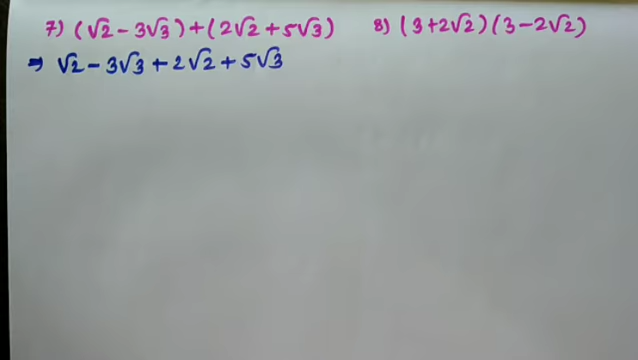 7) (√2 - 3√3) + (2√2 + 5√3) 8) (3+2√2) (3-2√2)
⇒ √2 - 3√3 + 2√2 + 5√3